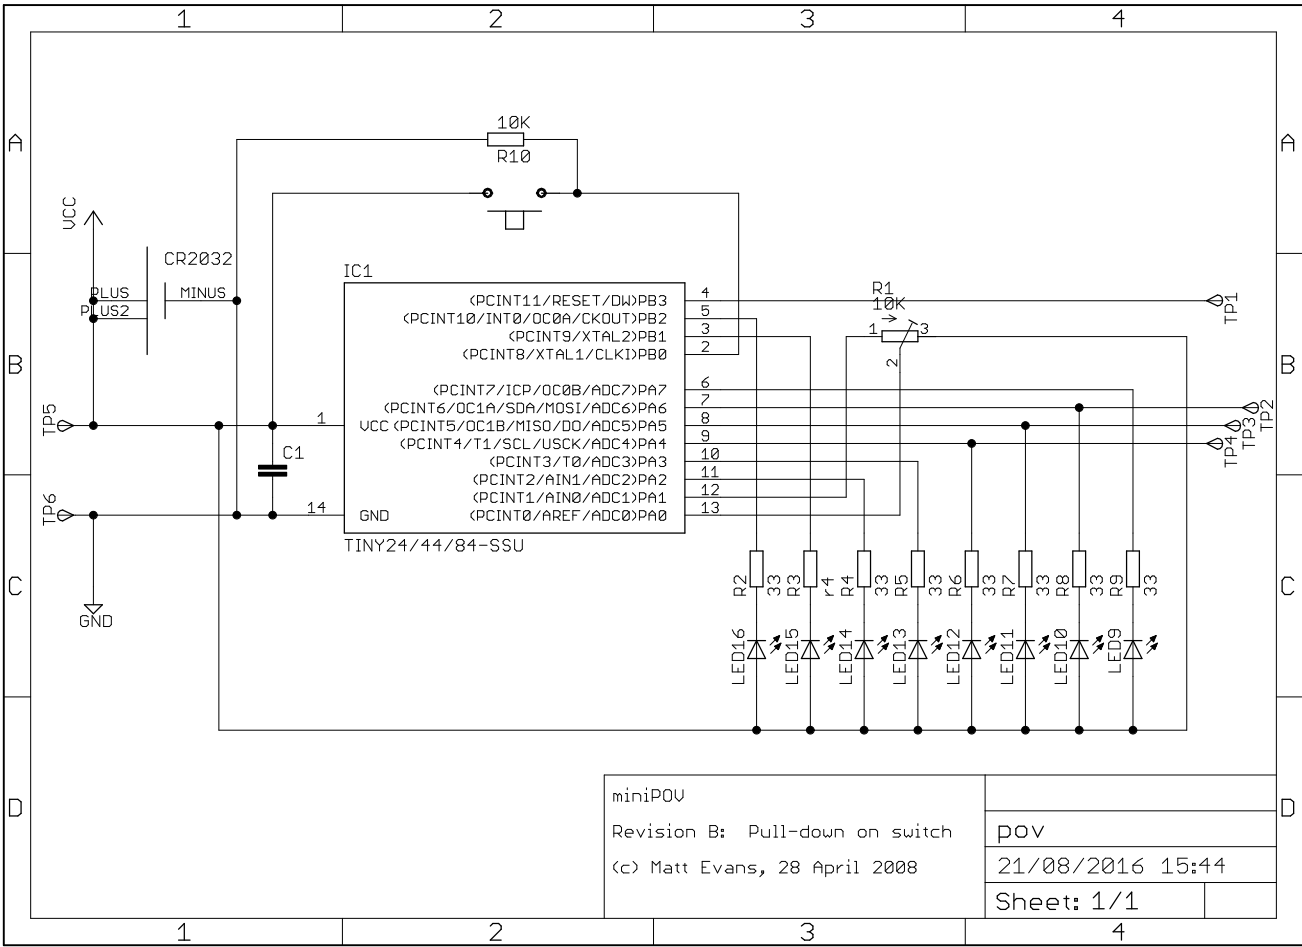 1 2 3 4
A A
10K
R10
VCC
CR2032
IC1
PLUS MINUS
PLUS2
(PCINT11/RESET/DW)PB3 4
(PCINT10/INT0/OC0A/CKOUT)PB2 5
(PCINT9/XTAL2)PB1 3
(PCINT8/XTAL1/CLKI)PB0 2
R1
10K
1 3
2
TP1
B B
(PCINT7/ICP/OC0B/ADC7)PA7 6
(PCINT6/OC1A/SDA/MOSI/ADC6)PA6 7
TP5 1 VCC (PCINT5/OC1B/MISO/DO/ADC5)PA5 8
(PCINT4/T1/SCL/USCK/ADC4)PA4 9
TP2
TP3
TP4
C1
(PCINT3/T0/ADC3)PA3 10
(PCINT2/AIN1/ADC2)PA2 11
(PCINT1/AIN0/ADC1)PA1 12
TP6 14 GND (PCINT0/AREF/ADC0)PA0 13
TINY24/44/84-SSU
C C
GND
R2 33 R3 r4 R4 33 R5 33 R6 33 R7 33 R8 33 R9 33
LED16 LED15 LED14 LED13 LED12 LED11 LED10 LED9
D D
miniPOV
Revision B: Pull-down on switch
(c) Matt Evans, 28 April 2008
pov
21/08/2016 15:44
Sheet: 1/1
1 2 3 4